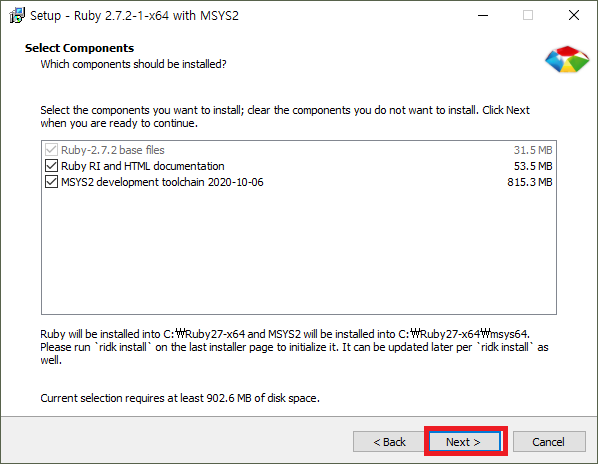 Setup - Ruby 2.7.2-1-x64 with MSYS2
Select Components
Which components should be installed?
Select the components you want to install; clear the components you do not want to install. Click Next
when you are ready to continue.
Ruby-2.7.2 base files 31.5 MB
Ruby RI and HTML documentation 53.5 MB
MSYS2 development toolchain 2020-10-06 815.3 MB
Ruby will be installed into C:₩Ruby27-x64 and MSYS2 will be installed into C:₩Ruby27-x64₩msys64.
Please run `ridk install` on the last installer page to initialize it. It can be updated later per `ridk install` as
well.
Current selection requires at least 902.6 MB of disk space.
< Back Next > Cancel